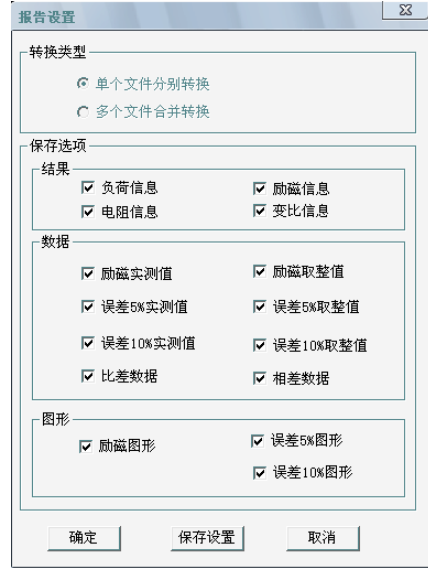 报告设置
转换类型
单个文件分别转换
多个文件合并转换
保存选项
结果
负荷信息 励磁信息
电阻信息 变比信息
数据
励磁实测值 励磁取整值
误差5%实测值 误差5%取整值
误差10%实测值 误差10%取整值
比差数据 相差数据
图形
励磁图形 误差5%图形
误差10%图形
确定 保存设置 取消